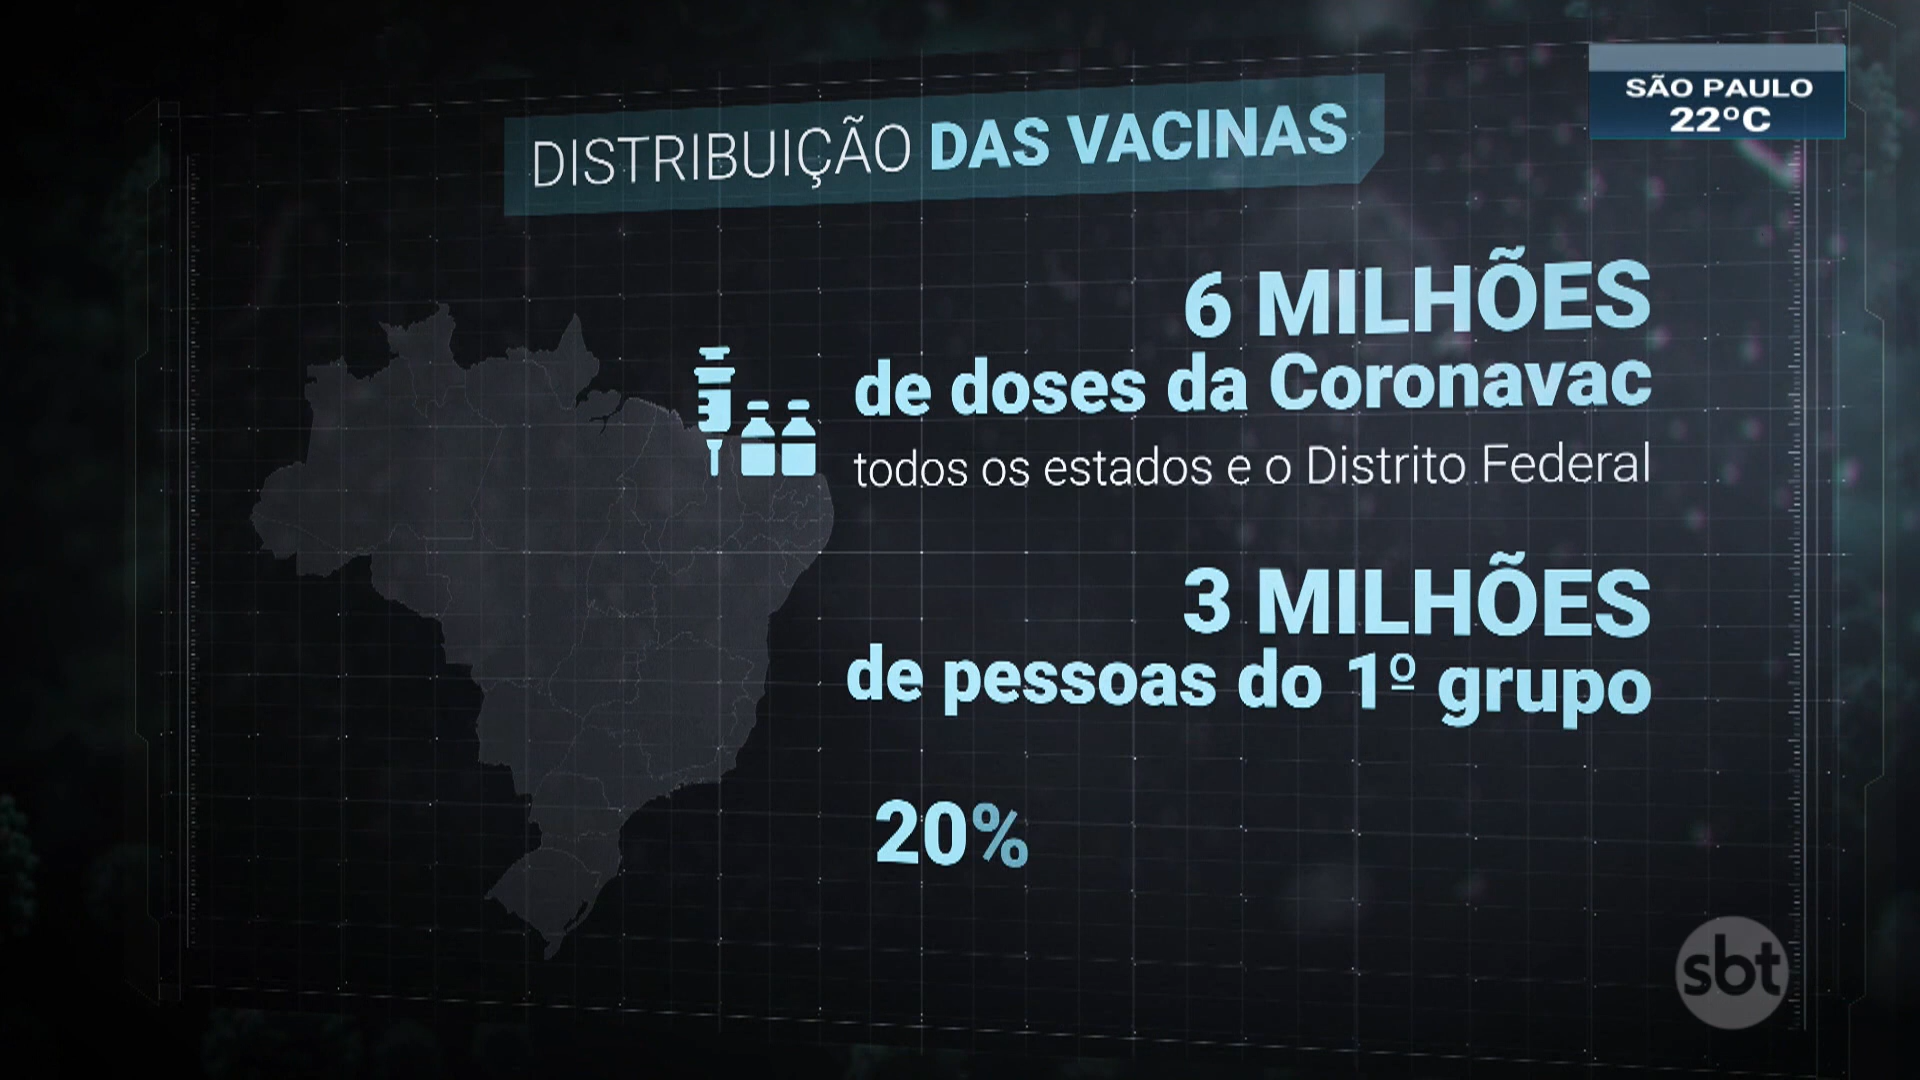 SÃO PAULO
22°C
DISTRIBUIÇÃO DAS VACINAS
6 MILHÕES
de doses da Coronavac
todos os estados e o Distrito Federal
3 MILHÕES
de pessoas do 1º grupo
20%
sbt